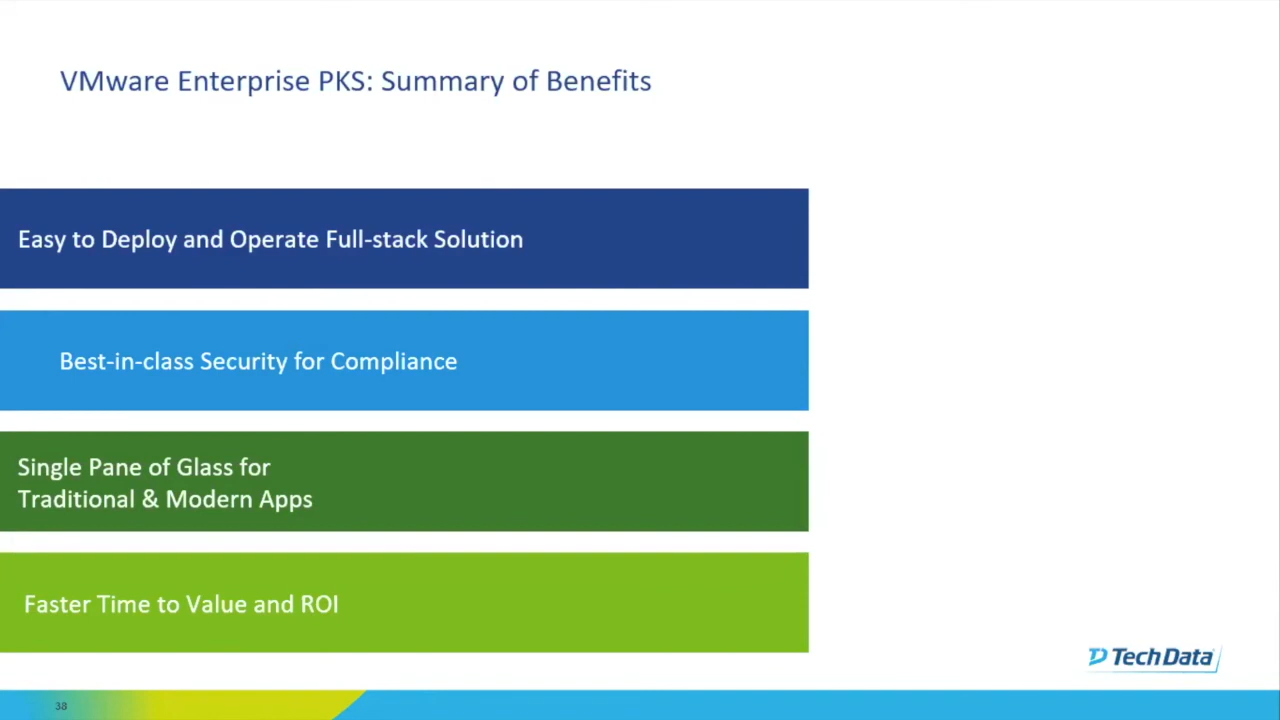 VMware Enterprise PKS: Summary of Benefits
Easy to Deploy and Operate Full-stack Solution
Best-in-class Security for Compliance
Single Pane of Glass for
Traditional & Modern Apps
Faster Time to Value and ROI
TechData
38